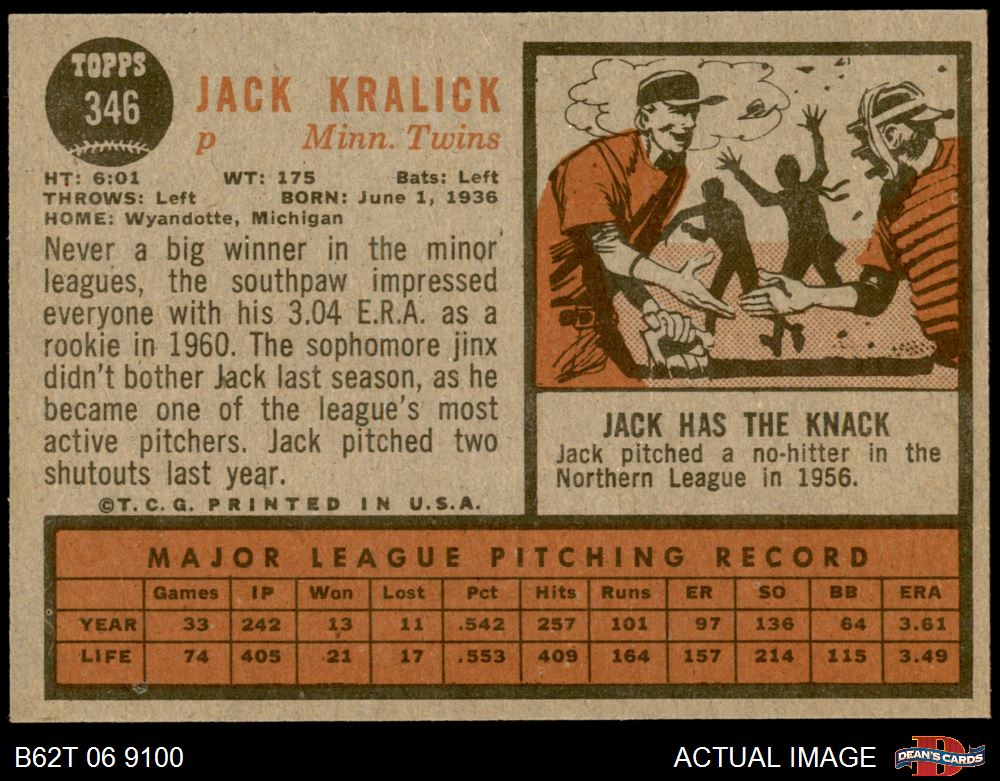 TOPPS
346
JACK KRALICK
p Minn. Twins
HT: 6:01 WT: 175 Bats: Left
THROWS: Left BORN: June 1, 1936
HOME: Wyandotte, Michigan
Never a big winner in the minor
leagues, the southpaw impressed
everyone with his 3.04 E.R.A. as a
rookie in 1960. The sophomore jinx
didn't bother Jack last season, as he
became one of the league's most
active pitchers. Jack pitched two
shutouts last year.
©T.C.G. PRINTED IN U.S.A.
JACK HAS THE KNACK
Jack pitched a no-hitter in the
Northern League in 1956.
MAJOR LEAGUE PITCHING RECORD
Games IP Won Lost Pct Hits Runs ER SO BB ERA
YEAR 33 242 13 11 .542 257 101 97 136 64 3.61
LIFE 74 405 21 17 .553 409 164 157 214 115 3.49
B62T 06 9100 ACTUAL IMAGE
D
DEAN'S CARDS